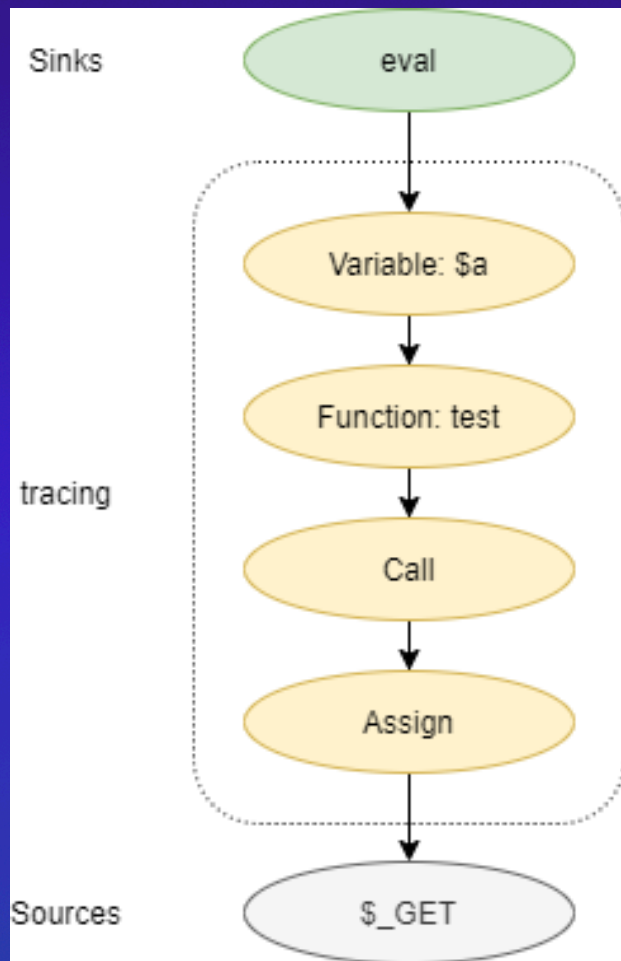 Sinks
eval
Variable: $a
Function: test
tracing
Call
Assign
Sources
$_GET